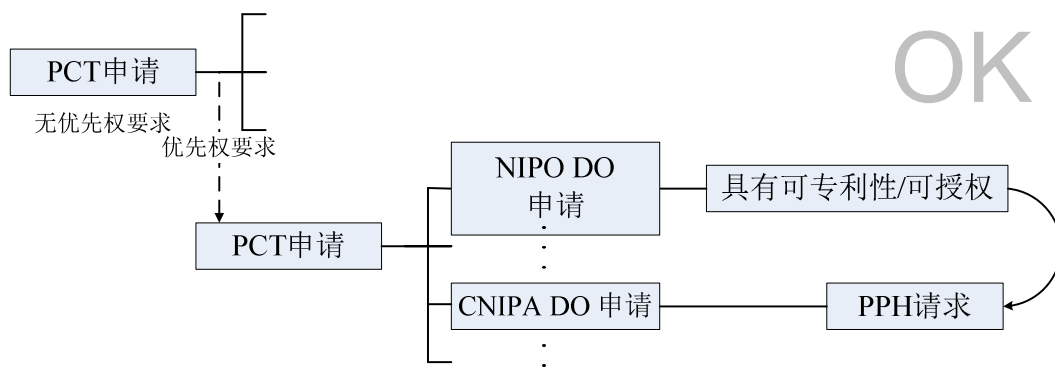 OK
PCT申请
无优先权要求
优先权要求
NIPO DO
申请
具有可专利性/可授权
PCT申请
CNIPA DO 申请
PPH请求